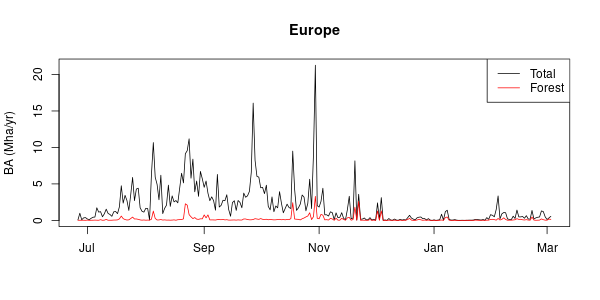 Europe
Total
Forest
BA (Mha/yr)
20
15
10
5
0
Jul Sep Nov Jan Mar